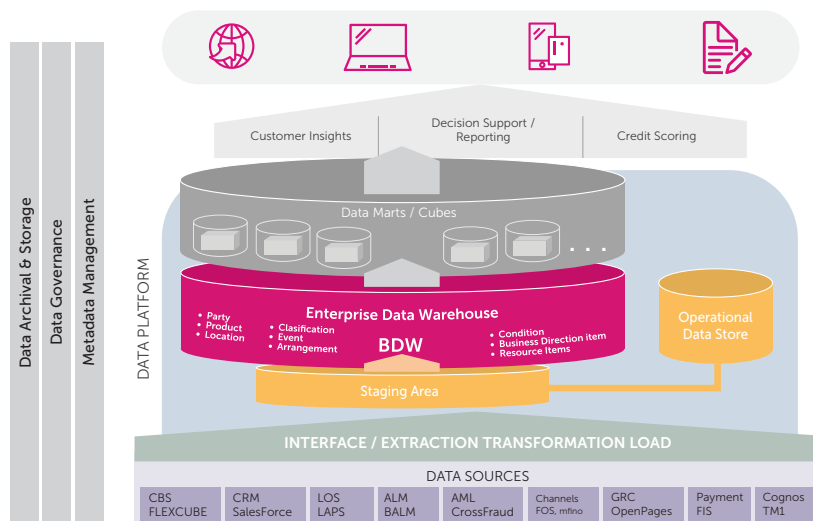 Customer Insights
Decision Support /
Reporting
Credit Scoring
Data Archival & Storage
Data Governance
Metadata Management
DATA PLATFORM
Data Marts / Cubes
. . .
Enterprise Data Warehouse
• Party
• Product
• Location
• Clasification
• Event
• Arrangement
BDW
• Condition
• Business Direction item
• Resource Items
Operational
Data Store
Staging Area
INTERFACE / EXTRACTION TRANSFORMATION LOAD
DATA SOURCES
CBS
FLEXCUBE
CRM
SalesForce
LOS
LAPS
ALM
BALM
AML
CrossFraud
Channels
FOS, mfino
GRC
OpenPages
Payment
FIS
Cognos
TM1